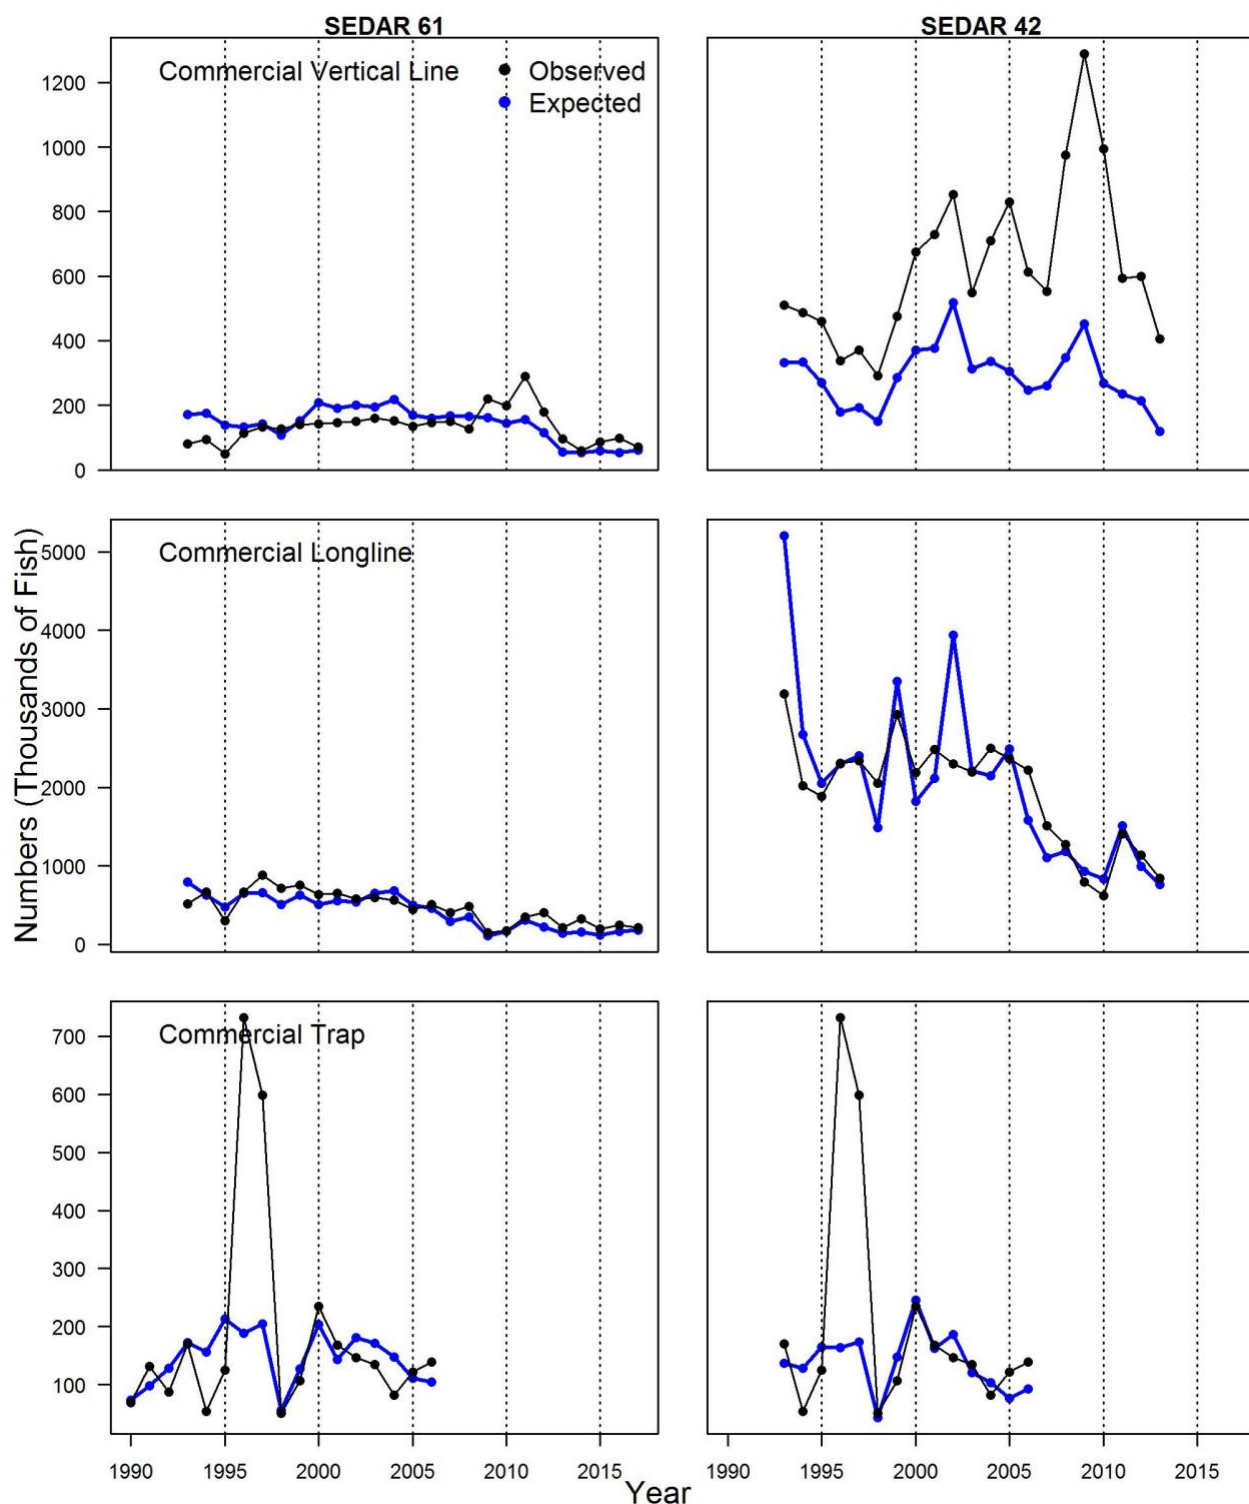 SEDAR 61
SEDAR 42
Commercial Vertical Line
Observed
Expected
1200
1000
800
600
400
200
0
Commercial Longline
5000
4000
3000
2000
1000
0
Numbers (Thousands of Fish)
Commercial Trap
700
600
500
400
300
200
100
1990 1995 2000 2005 2010 2015
1990 1995 2000 2005 2010 2015
Year